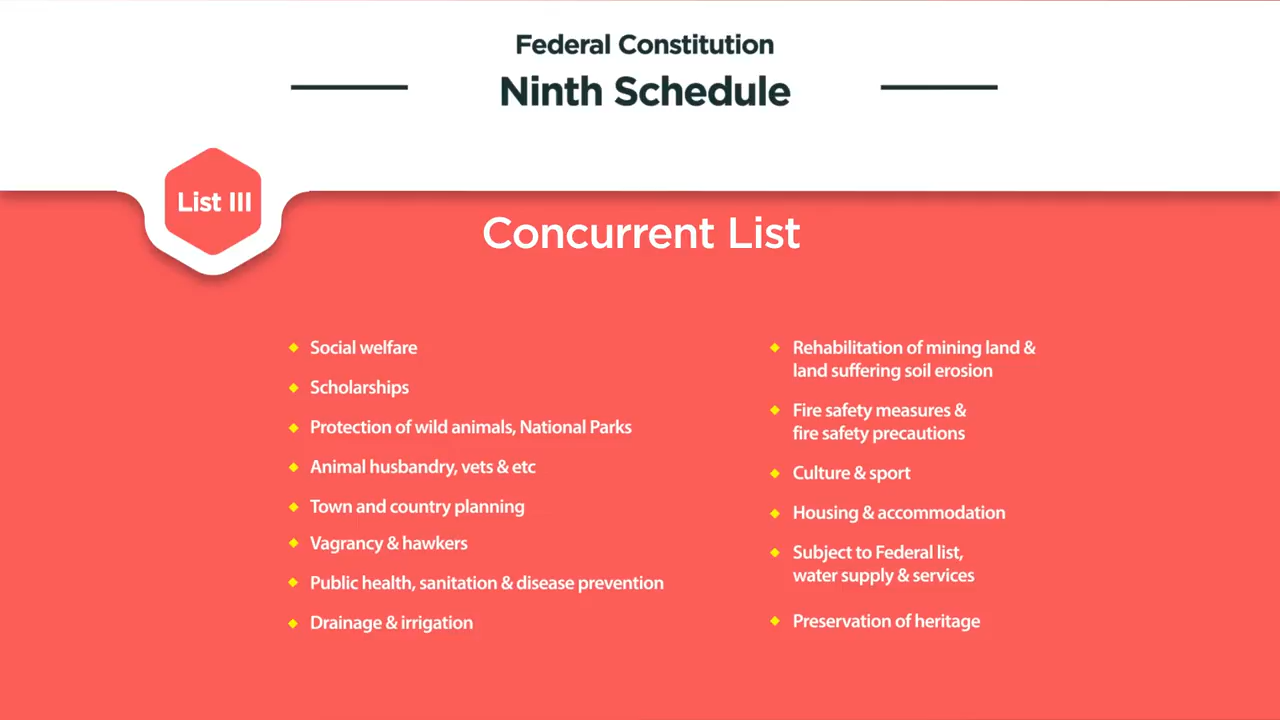 Federal Constitution
Ninth Schedule
List III
Concurrent List
Social welfare
Scholarships
Protection of wild animals, National Parks
Animal husbandry, vets & etc
Town and country planning
Vagrancy & hawkers
Public health, sanitation & disease prevention
Drainage & irrigation
Rehabilitation of mining land &
land suffering soil erosion
Fire safety measures &
fire safety precautions
Culture & sport
Housing & accommodation
Subject to Federal list,
water supply & services
Preservation of heritage